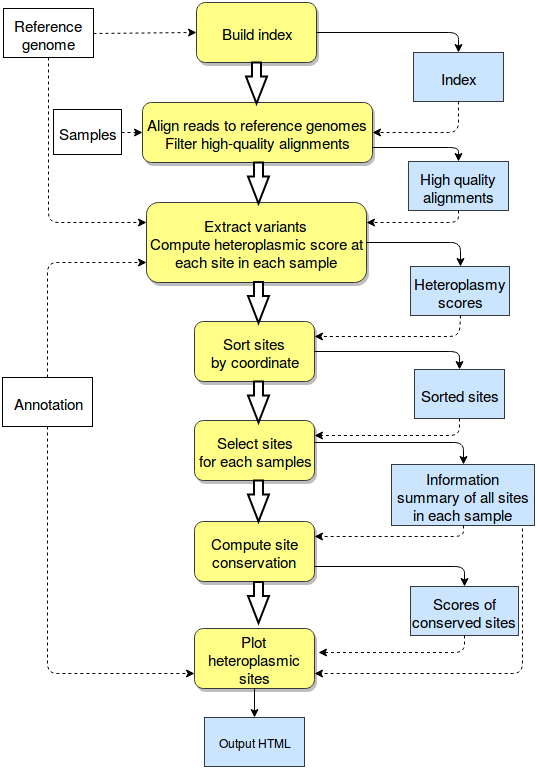 Reference
genome
Build index
Index
Samples
Align reads to reference genomes
Filter high-quality alignments
High quality
alignments
Extract variants
Compute heteroplasmic score at
each site in each sample
Heteroplasmy
scores
Sort sites
by coordinate
Annotation
Sorted sites
Select sites
for each samples
Information
summary of all sites
in each sample
Compute site
conservation
Scores of
conserved sites
Plot
heteroplasmic
sites
Output HTML